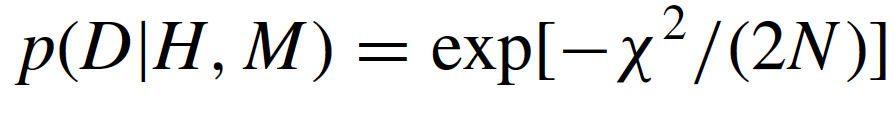 p(D|H, M) = exp[−χ²/(2N)]